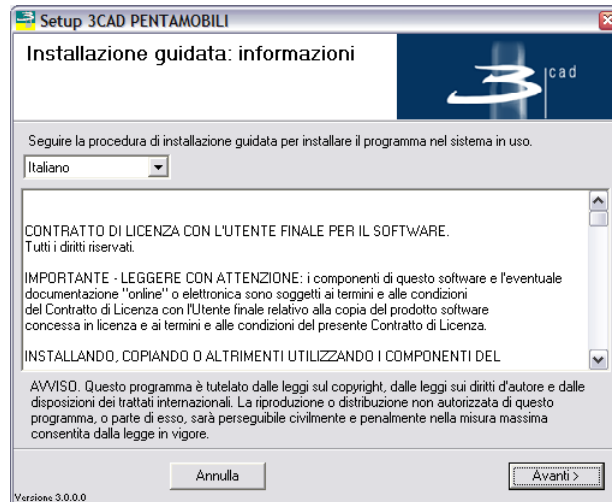 Setup 3CAD PENTAMOBILI
Installazione guidata: informazioni
3cad
Seguire la procedura di installazione guidata per installare il programma nel sistema in uso.
Italiano
CONTRATTO DI LICENZA CON L'UTENTE FINALE PER IL SOFTWARE.
Tutti i diritti riservati.
IMPORTANTE - LEGGERE CON ATTENZIONE: i componenti di questo software e l'eventuale
documentazione "online" o elettronica sono soggetti ai termini e alle condizioni
del Contratto di Licenza con l'Utente finale relativo alla copia del prodotto software
concessa in licenza e ai termini e alle condizioni del presente Contratto di Licenza.
INSTALLANDO, COPIANDO O ALTRIMENTI UTILIZZANDO I COMPONENTI DEL
AVVISO. Questo programma è tutelato dalle leggi sul copyright, dalle leggi sui diritti d'autore e dalle
disposizioni dei trattati internazionali. La riproduzione o distribuzione non autorizzata di questo
programma, o parte di esso, sarà perseguibile civilmente e penalmente nella misura massima
consentita dalla legge in vigore.
Annulla
Avanti >
Versione 3.0.0.0